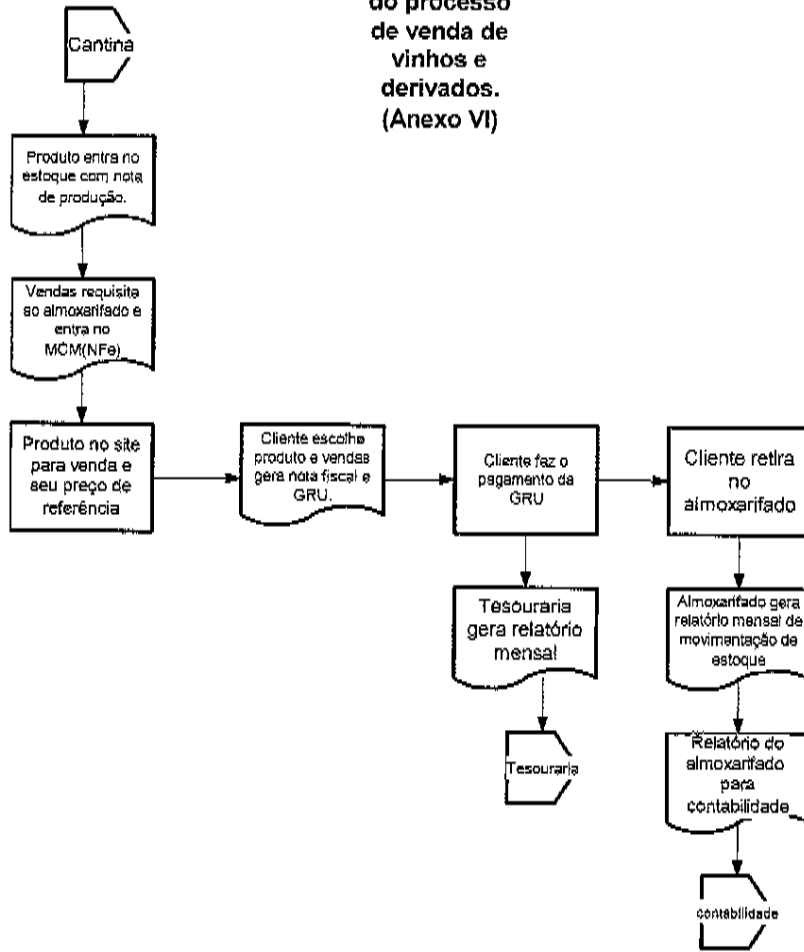 do processo
de venda de
vinhos e
derivados.
(Anexo VI)
Cantina
Produto entra no
estoque com nota
de produção.
Vendas requisita
ao almoxarifado e
entra no
MCM(NFe)
Produto no site
para venda e
seu preço de
referência
Cliente escolhe
produto e vendas
gera nota fiscal e
GRU.
Cliente faz o
pagamento da
GRU
Cliente retira
no
almoxarifado
Tesouraria
gera relatório
mensal
Almoxarifado gera
relatório mensal de
movimentação de
estoque
Tesouraria
Relatório do
almoxarifado
para
contabilidade
contabilidade